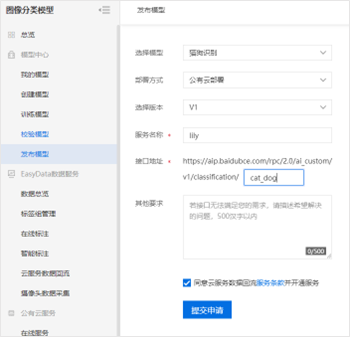 图像分类模型
总览
模型中心
我的模型
创建模型
训练模型
校验模型
发布模型
EasyData数据服务
数据总览
标签组管理
在线标注
智能标注
云服务数据回流
摄像头数据采集
公有云服务
在线服务
发布模型
选择模型 猫狗识别
部署方式 公有云部署
选择版本 V1
服务名称 * lily
接口地址 * https://aip.baidubce.com/rpc/2.0/ai_custom/
v1/classification/ cat_dog
其他要求 若接口无法满足您的需求，请描述希望解决
的问题，500汉字以内
0/500
同意云服务数据回流服务条款并开通服务
提交申请